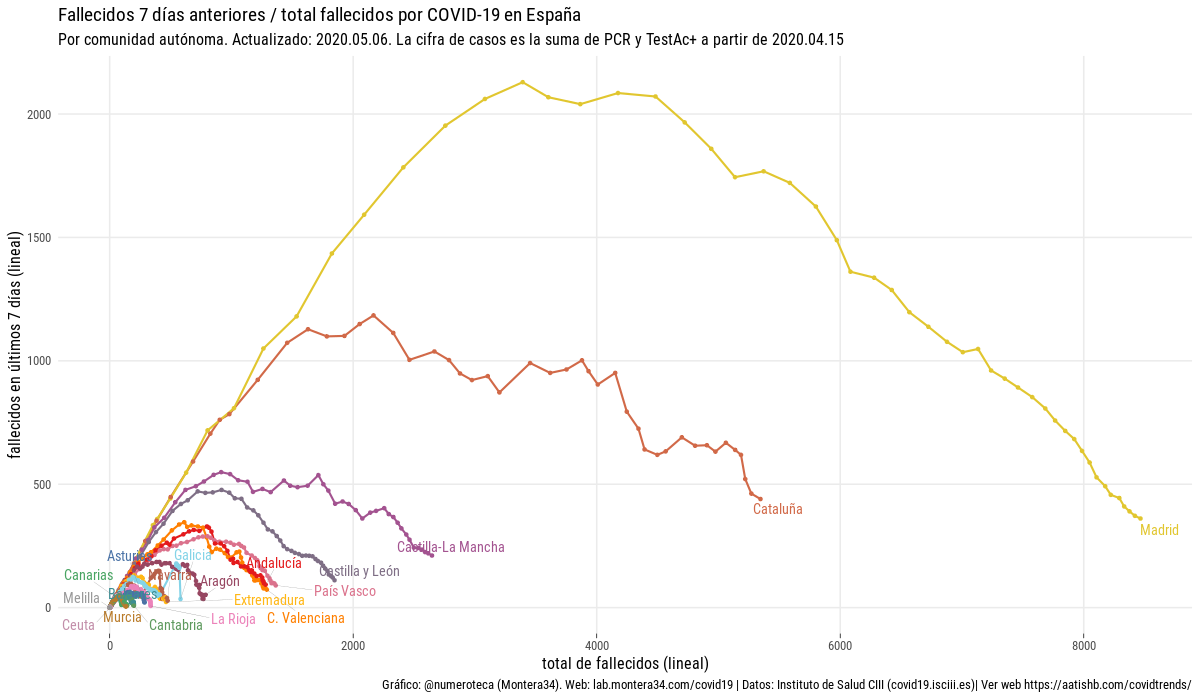 Fallecidos 7 días anteriores / total fallecidos por COVID-19 en España
Por comunidad autónoma. Actualizado: 2020.05.06. La cifra de casos es la suma de PCR y TestAc+ a partir de 2020.04.15
fallecidos en últimos 7 días (lineal)
2000
1500
1000
500
0
Madrid
Cataluña
Castilla-La Mancha
Castilla y León
Asturias
Galicia
Andalucía
Canarias
Navarra
Aragón
País Vasco
Melilla
Baleares
Extremadura
Ceuta
Murcia
Cantabria
La Rioja
C. Valenciana
0
2000
4000
6000
8000
total de fallecidos (lineal)
Gráfico: @numeroteca (Montera34). Web: lab.montera34.com/covid19 | Datos: Instituto de Salud CIII (covid19.isciii.es)| Ver web https://aatishb.com/covidtrends/